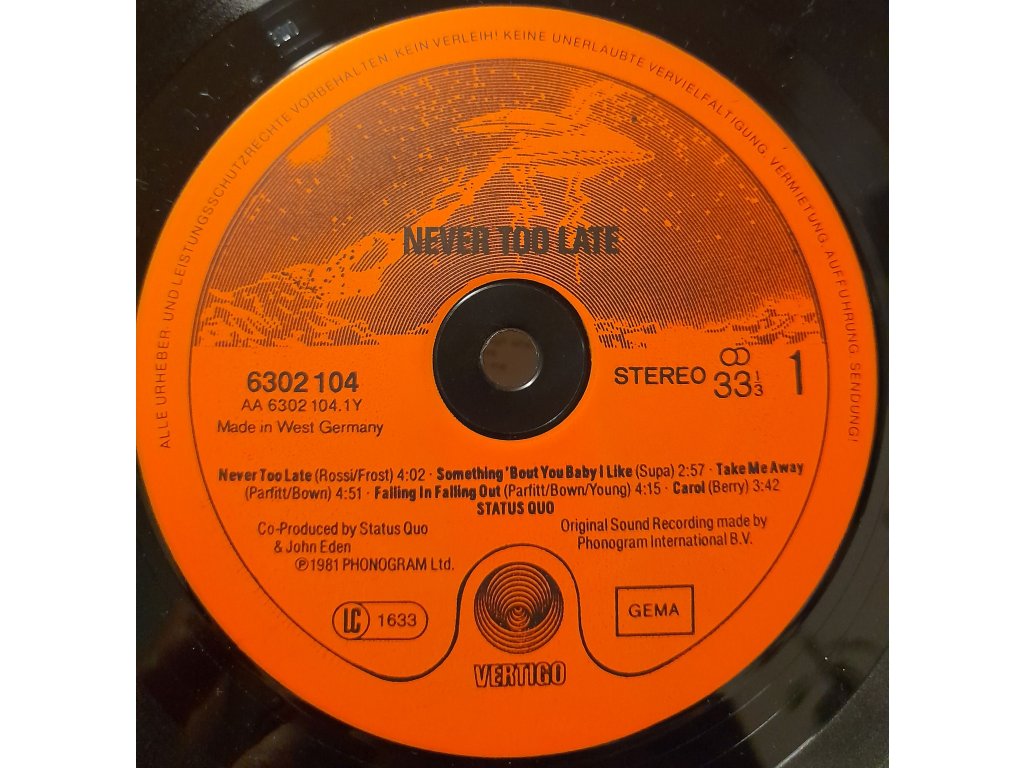 ALLE URHEBER- UND LEISTUNGSSCHUTZRECHTE VORBEHALTEN. KEIN VERLEIH! KEINE UNERLAUBTE VERVIELFÄLTIGUNG. VERMIETUNG. AUFFÜHRUNG. SENDUNG!
NEVER TOO LATE
6302 104
AA 6302 104.1Y
Made in West Germany
STEREO 33 1/3 1
Never Too Late (Rossi/Frost) 4:02 · Something 'Bout You Baby I Like (Supa) 2:57 · Take Me Away
(Parfitt/Bown) 4:51 · Falling In Falling Out (Parfitt/Bown/Young) 4:15 · Carol (Berry) 3:42
STATUS QUO
Co-Produced by Status Quo
& John Eden
℗1981 PHONOGRAM Ltd.
Original Sound Recording made by
Phonogram International B.V.
LC 1633
GEMA
VERTIGO